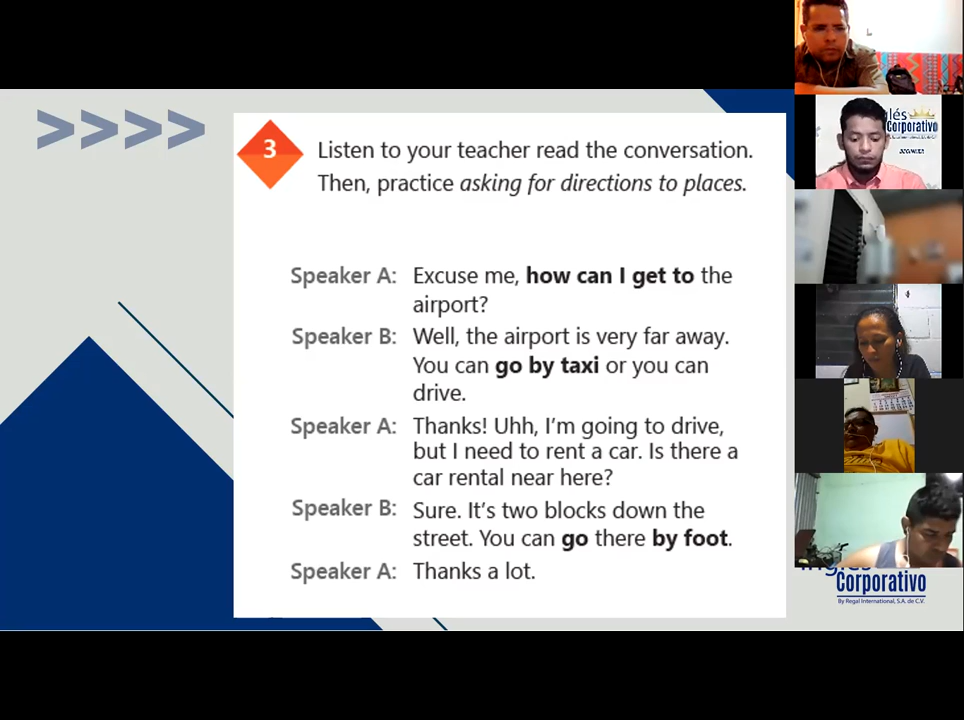 >>>>
3
Listen to your teacher read the conversation.
Then, practice asking for directions to places.
Speaker A: Excuse me, how can I get to the
airport?
Speaker B: Well, the airport is very far away.
You can go by taxi or you can
drive.
Speaker A: Thanks! Uhh, I'm going to drive,
but I need to rent a car. Is there a
car rental near here?
Speaker B: Sure. It's two blocks down the
street. You can go there by foot.
Speaker A: Thanks a lot.
Corporativo
Corporativo
By Regal International, S.A. de C.V.